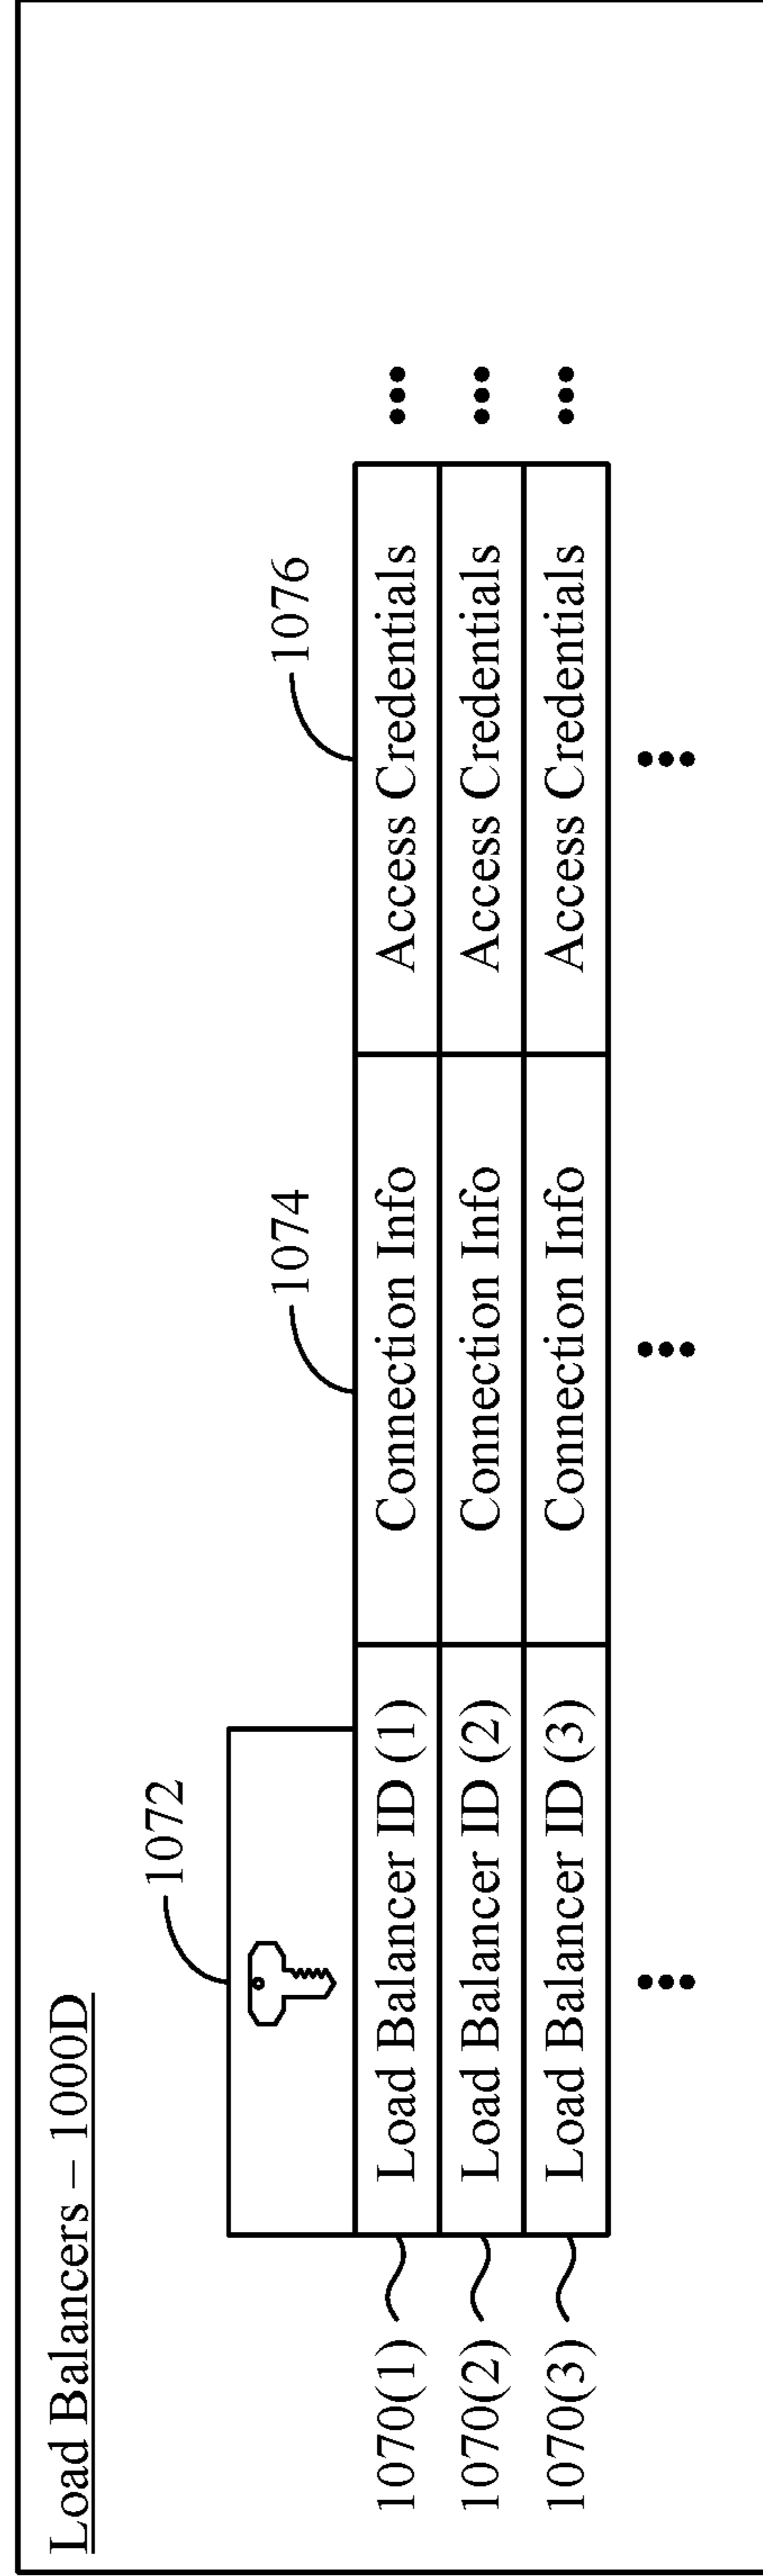 Load Balancers – 1000D
1072
1074
1076
1070(1) Load Balancer ID (1) Connection Info Access Credentials
1070(2) Load Balancer ID (2) Connection Info Access Credentials
1070(3) Load Balancer ID (3) Connection Info Access Credentials